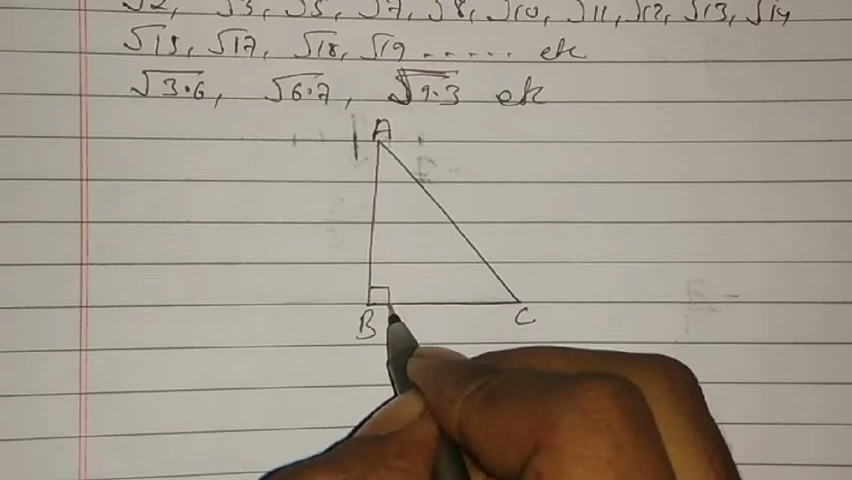 √2, √3, √5, √7, √8, √10, √11, √12, √13, √14
√15, √17, √18, √19 ...... etc
√3.6, √6.7, √9.3 etc
A
B C